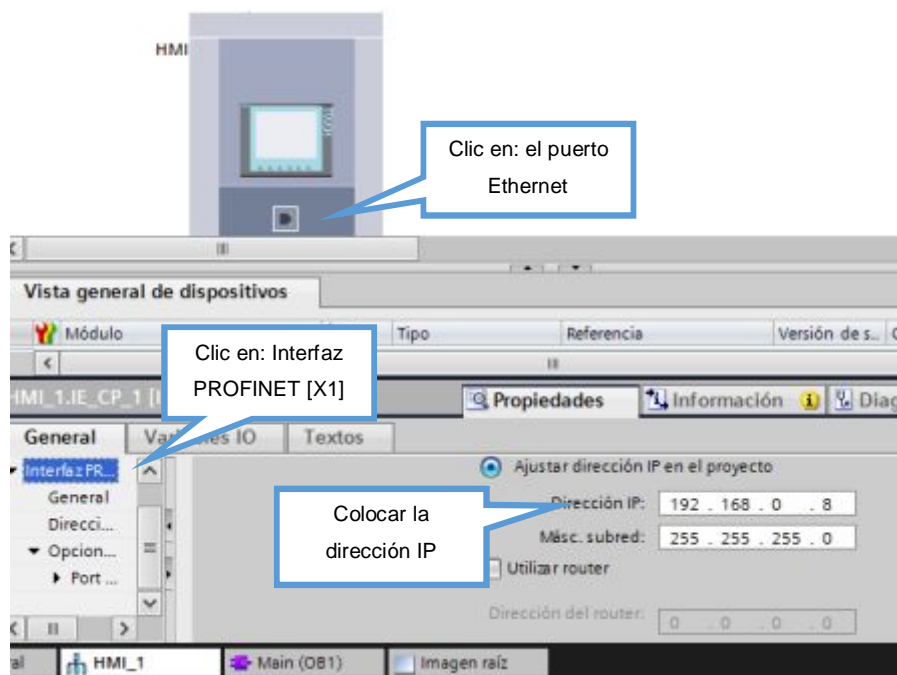 HMI
Clic en: el puerto
Ethernet
Vista general de dispositivos
Módulo
Tipo
Referencia
Versión de s...
Clic en: Interfaz
PROFINET [X1]
HMI_1.IE_CP_1 [I
Propiedades
Información
Diag
General
Variables IO
Textos
Interfaz PR...
General
Direcci...
Opcion...
Port ...
Ajustar dirección IP en el proyecto
Colocar la
dirección IP
Dirección IP: 192 . 168 . 0 . 8
Másc. subred: 255 . 255 . 255 . 0
Utilizar router
Dirección del router: 0 . 0 . 0 . 0
HMI_1
Main (OB1)
Imagen raíz